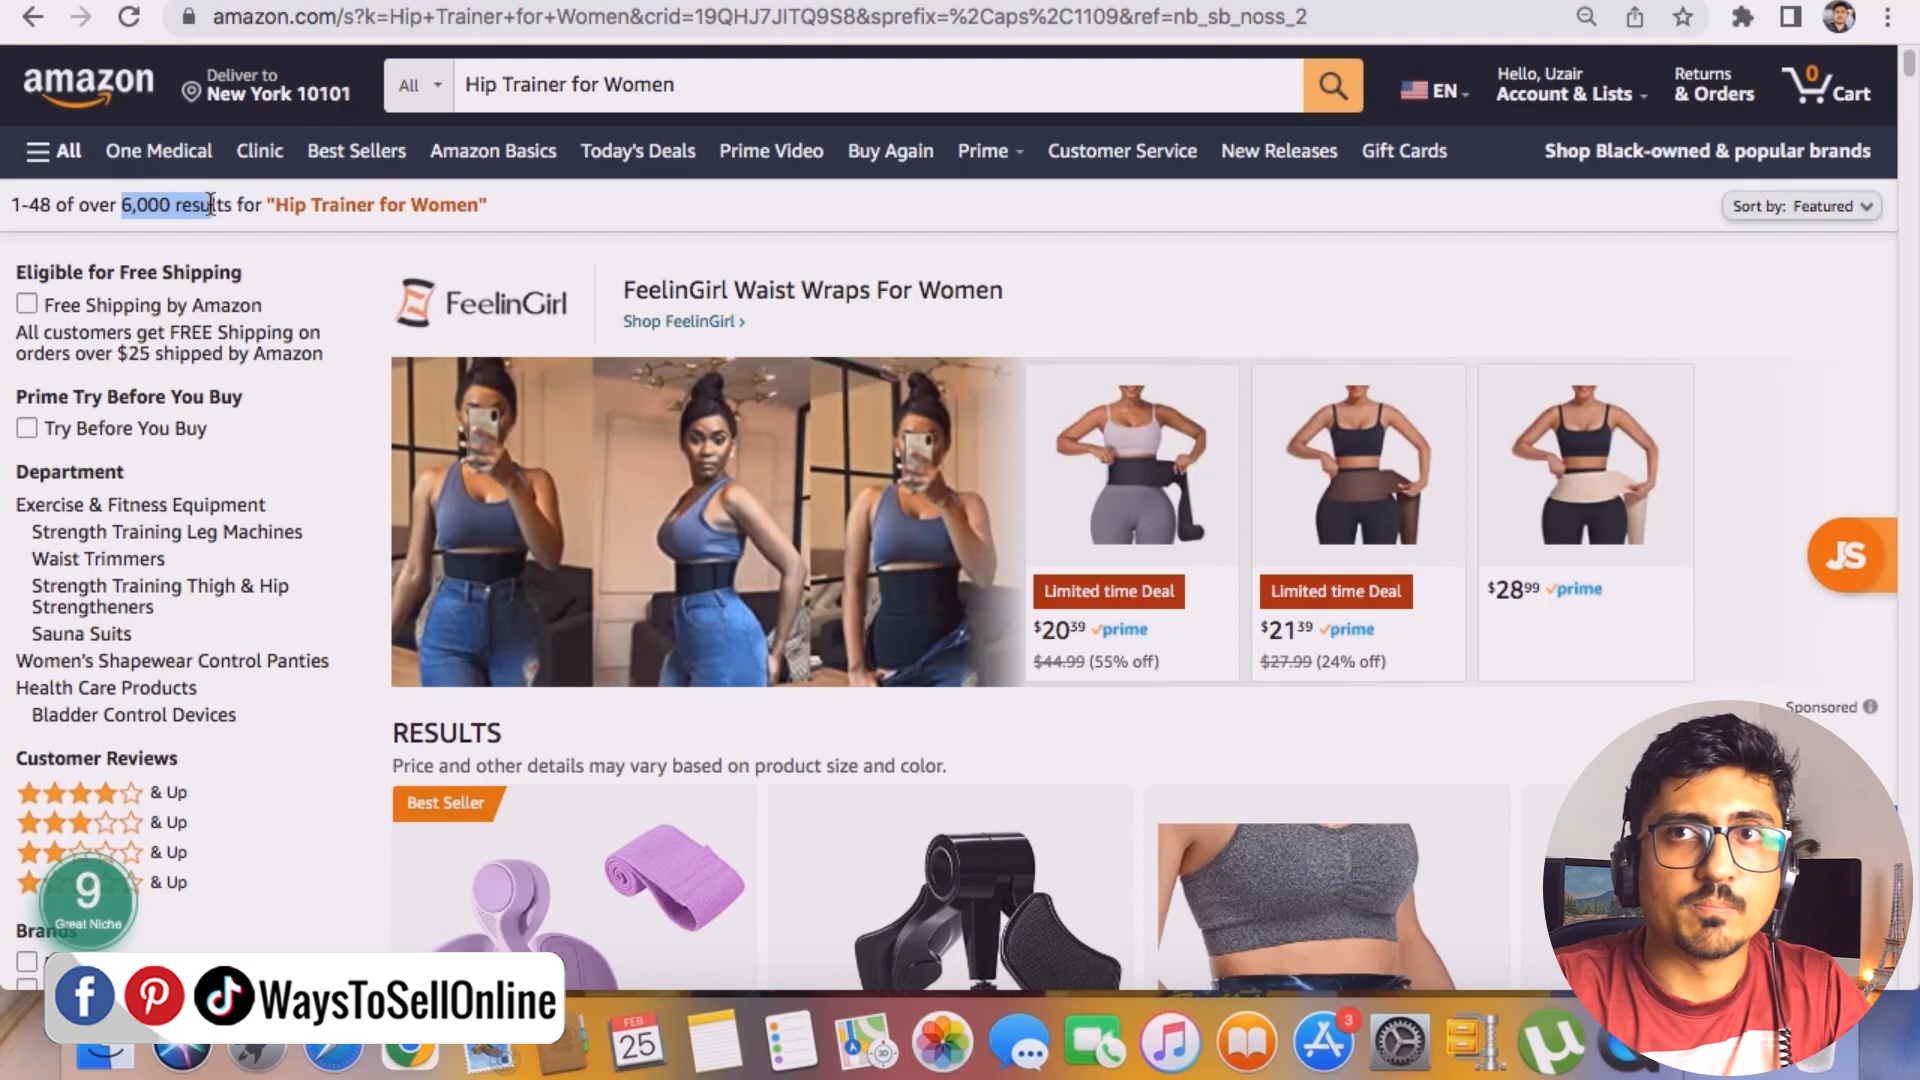 amazon.com/s?k=Hip+Trainer+for+Women&crid=19QHJ7JITQ9S8&sprefix=%2Caps%2C1109&ref=nb_sb_noss_2
amazon
Deliver to
New York 10101
All
Hip Trainer for Women
EN
Hello, Uzair
Account & Lists
Returns
& Orders
0
Cart
All
One Medical
Clinic
Best Sellers
Amazon Basics
Today's Deals
Prime Video
Buy Again
Prime
Customer Service
New Releases
Gift Cards
Shop Black-owned & popular brands
1-48 of over 6,000 results for "Hip Trainer for Women"
Sort by: Featured
Eligible for Free Shipping
Free Shipping by Amazon
All customers get FREE Shipping on
orders over $25 shipped by Amazon
Prime Try Before You Buy
Try Before You Buy
Department
Exercise & Fitness Equipment
Strength Training Leg Machines
Waist Trimmers
Strength Training Thigh & Hip
Strengtheners
Sauna Suits
Women's Shapewear Control Panties
Health Care Products
Bladder Control Devices
Customer Reviews
& Up
& Up
& Up
& Up
9
Great Niche
Brands
FeelinGirl
FeelinGirl Waist Wraps For Women
Shop FeelinGirl ›
Limited time Deal
$20 39 prime
$44.99 (55% off)
Limited time Deal
$21 39 prime
$27.99 (24% off)
$28 99 prime
JS
Sponsored
RESULTS
Price and other details may vary based on product size and color.
Best Seller
WaysToSellOnline
FEB
25
3D
3